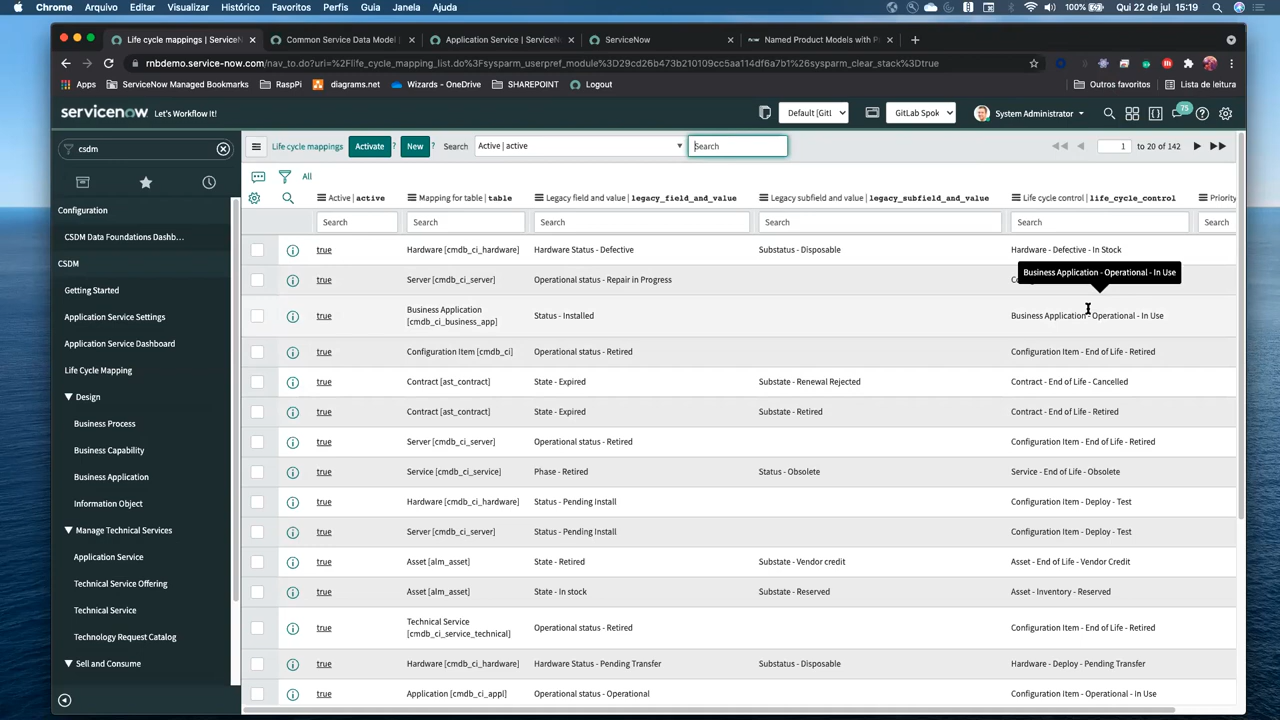 Chrome Arquivo Editar Visualizar Histórico Favoritos Perfis Guia Janela Ajuda 100% Qui 22 de jul 15:19
Life cycle mappings | ServiceN Common Service Data Model | Application Service | ServiceN ServiceNow Named Product Models with P
rnbdemo.service-now.com/nav_to.do?uri=%2Flife_cycle_mapping_list.do%3Fsysparm_userpref_module%3D29cd26b473b210109cc5aa114df6a7b1%26sysparm_clear_stack%3Dtrue
Apps ServiceNow Managed Bookmarks PARTIU diagrams.net Wellyes – OneDrive SHAREPOINT Logout Outros favoritos Lista de leitura
servicenow Let's Workflow It! Default [Gitl GitLab Spok System Administrator 75
csdm
Life cycle mappings Activate ? New ? Search Active | active Search 1 to 20 of 142
All
Configuration
CSDM Data Foundations Dashb...
CSDM
Getting Started
Application Service Settings
Application Service Dashboard
Life Cycle Mapping
Design
Business Process
Business Capability
Business Application
Information Object
Manage Technical Services
Application Service
Technical Service Offering
Technical Service
Technology Request Catalog
Sell and Consume
Active | active Mapping for table | table Legacy field and value | legacy_field_and_value Legacy subfield and value | legacy_subfield_and_value Life cycle control | life_cycle_control Priority
Search Search Search Search Search Search
true Hardware [cmdb_ci_hardware] Hardware Status - Defective Substatus - Disposable Hardware - Defective - In Stock
Business Application - Operational - In Use
true Server [cmdb_ci_server] Operational status - Repair in Progress
true Business Application [cmdb_ci_business_app] Status - Installed Business Application - Operational - In Use
true Configuration Item [cmdb_ci] Operational status - Retired Configuration Item - End of Life - Retired
true Contract [ast_contract] State - Expired Substate - Renewal Rejected Contract - End of Life - Cancelled
true Contract [ast_contract] State - Expired Substate - Retired Contract - End of Life - Retired
true Server [cmdb_ci_server] Operational status - Retired Configuration Item - End of Life - Retired
true Service [cmdb_ci_service] Phase - Retired Status - Obsolete Service - End of Life - Obsolete
true Hardware [cmdb_ci_hardware] Status - Pending Install Configuration Item - Deploy - Test
true Server [cmdb_ci_server] Status - Pending Install Configuration Item - Deploy - Test
true Asset [alm_asset] State - Retired Substate - Vendor credit Asset - End of Life - Vendor Credit
true Asset [alm_asset] State - In stock Substate - Reserved Asset - Inventory - Reserved
true Technical Service [cmdb_ci_service_technical] Operational status - Retired Configuration Item - End of Life - Retired
true Hardware [cmdb_ci_hardware] Hardware Status - Pending Transfer Substatus - Disposable Hardware - Deploy - Pending Transfer
true Application [cmdb_ci_appl] Operational status - Operational Configuration Item - Operational - In Use